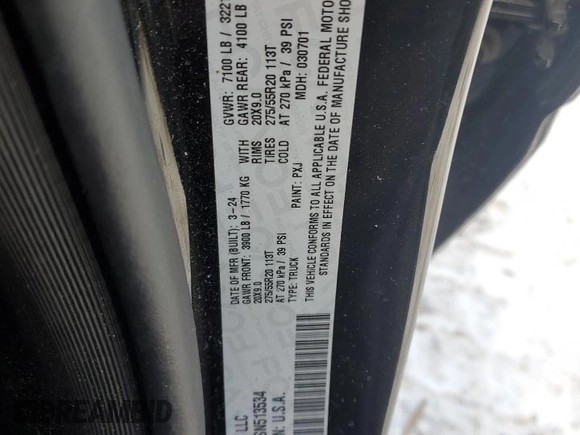 LLC
SN513534
N: U.S.A.
DATE OF MFR (BUILT): 3-24
GVWR: 7100 LB /
GAWR FRONT: 3900 LB / 1770 KG WITH
GAWR REAR: 4100 LB
20X9.0 RIMS 20X9.0
275/55R20 113T TIRES 275/55R20 113T
AT 270 kPa / 39 PSI COLD AT 270 kPa / 39 PSI
TYPE: TRUCK PAINT: PXJ MDH: 030701
THIS VEHICLE CONFORMS TO ALL APPLICABLE U.S.A. FEDERAL MOTOR
STANDARDS IN EFFECT ON THE DATE OF MANUFACTURE SHO
DREAMBID